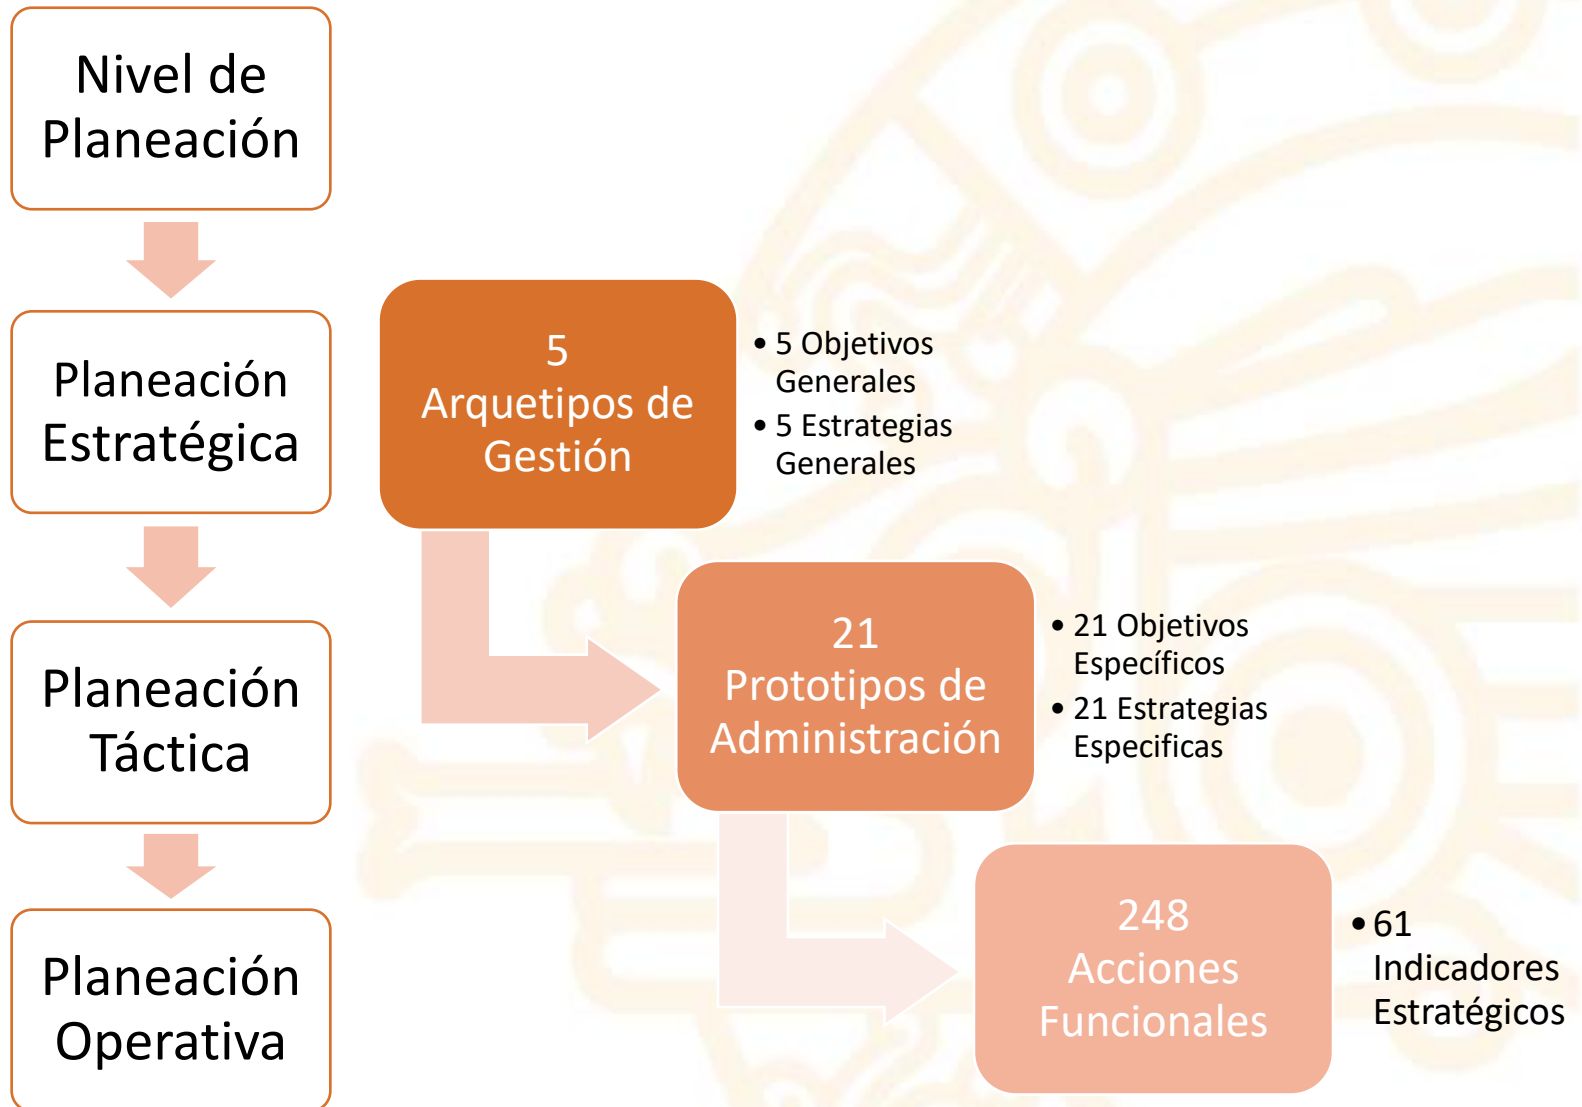 Nivel de
Planeación
Planeación
Estratégica
5
Arquetipos de
Gestión
• 5 Objetivos
Generales
• 5 Estrategias
Generales
Planeación
Táctica
21
Prototipos de
Administración
• 21 Objetivos
Específicos
• 21 Estrategias
Especificas
Planeación
Operativa
248
Acciones
Funcionales
• 61
Indicadores
Estratégicos